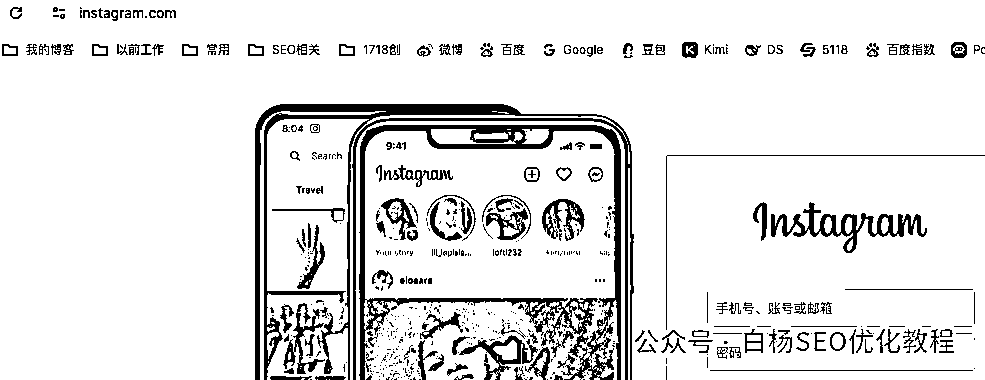 instagram.com
我的博客 以前工作 常用 SEO相关 1718创 微博 百度 Google 豆包 Kimi DS 5118 百度指数
8:04
9:41
Search
Instagram
Travel
Your story
lofti232
eloears
Instagram
手机号、账号或邮箱
密码
公众号·白杨SEO优化教程